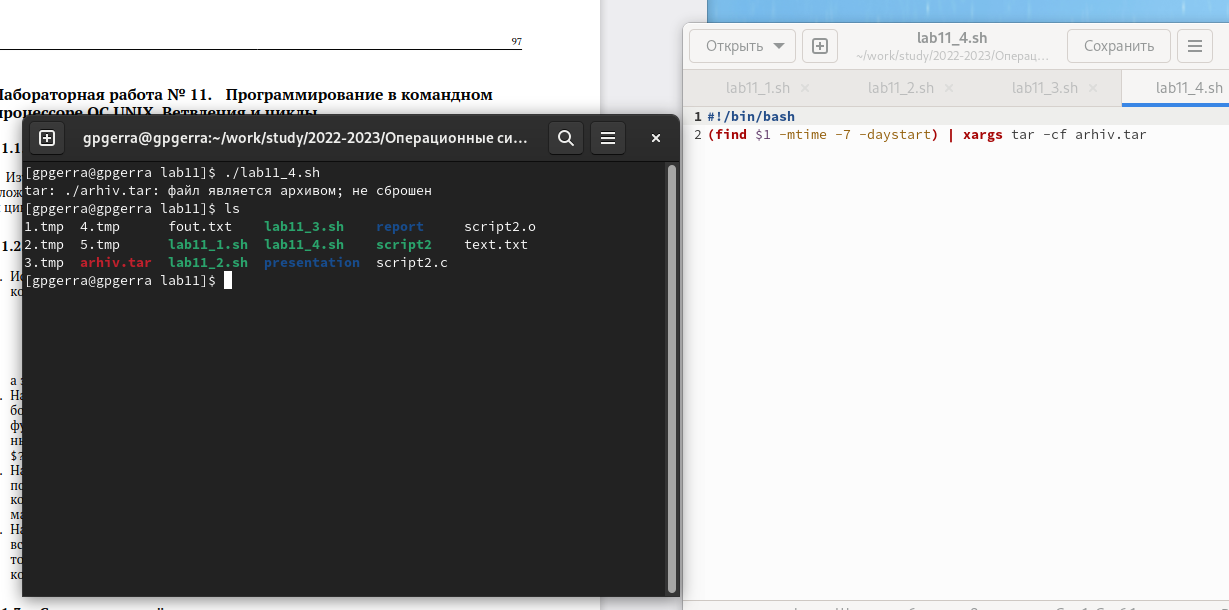 97
Лабораторная работа № 11. Программирование в командном
процессоре ОС UNIX. Ветвления и циклы
gpgerra@gpgerra:~/work/study/2022-2023/Операционные си…
[gpgerra@gpgerra lab11]$ ./lab11_4.sh
tar: ./arhiv.tar: файл является архивом; не сброшен
[gpgerra@gpgerra lab11]$ ls
1.tmp 4.tmp fout.txt lab11_3.sh report script2.o
2.tmp 5.tmp lab11_1.sh lab11_4.sh script2 text.txt
3.tmp arhiv.tar lab11_2.sh presentation script2.c
[gpgerra@gpgerra lab11]$
Открыть
lab11_4.sh
~/work/study/2022-2023/Операц…
Сохранить
lab11_1.sh lab11_2.sh lab11_3.sh lab11_4.sh
1 #!/bin/bash
2 (find $1 -mtime -7 -daystart) | xargs tar -cf arhiv.tar